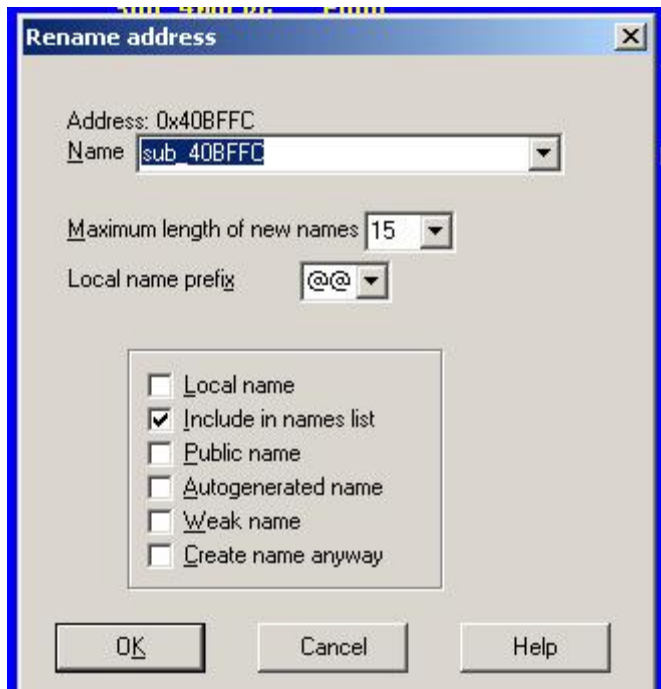 Rename address
Address: 0x40BFFC
Name sub_40BFFC
Maximum length of new names 15
Local name prefix @@
Local name
Include in names list
Public name
Autogenerated name
Weak name
Create name anyway
OK Cancel Help